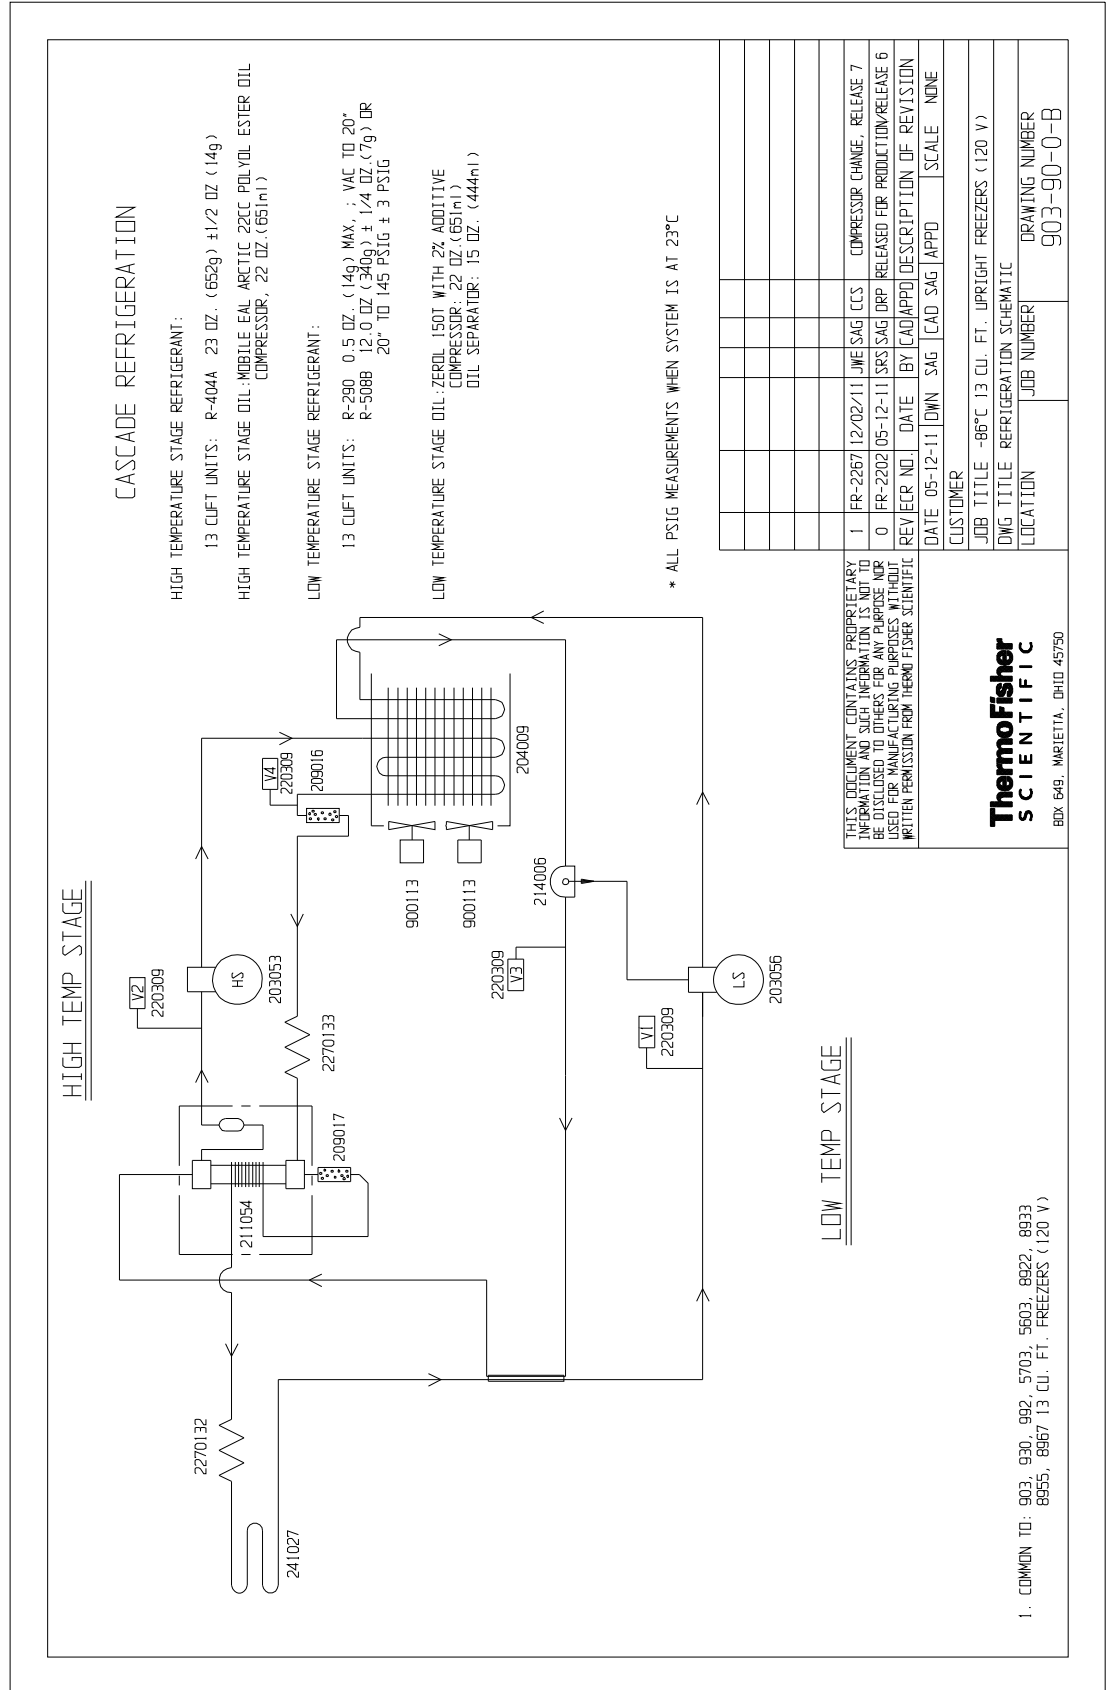 HIGH TEMP STAGE
CASCADE REFRIGERATION
HIGH TEMPERATURE STAGE REFRIGERANT:
13 CUFT UNITS: R-404A 23 OZ. (652g) ±1/2 OZ (14g)
HIGH TEMPERATURE STAGE OIL:MOBILE EAL ARCTIC 22CC POLYOL ESTER OIL
COMPRESSOR, 22 OZ.(651ml)
LOW TEMPERATURE STAGE REFRIGERANT:
13 CUFT UNITS: R-290 0.5 OZ. (14g) MAX, ; VAC TO 20"
R-508B 12.0 OZ (340g) ± 1/4 OZ.(7g) OR
20" TO 145 PSIG ± 3 PSIG
LOW TEMPERATURE STAGE OIL:ZEROL 150T WITH 2% ADDITIVE
COMPRESSOR: 22 OZ.(651ml)
OIL SEPARATOR: 15 OZ. (444ml)
* ALL PSIG MEASUREMENTS WHEN SYSTEM IS AT 23°C
V2
220309
HS
203053
V4
220309
209016
2270133
209017
211054
2270132
241027
900113
900113
204009
214006
V3
220309
V1
220309
LS
203056
LOW TEMP STAGE
1. COMMON TO: 903, 930, 992, 5703, 5603, 8922, 8933
8955, 8967 13 CU. FT. FREEZERS (120 V)
THIS DOCUMENT CONTAINS PROPRIETARY
INFORMATION AND SUCH INFORMATION IS NOT TO
BE DISCLOSED TO OTHERS FOR ANY PURPOSE NOR
USED FOR MANUFACTURING PURPOSES WITHOUT
WRITTEN PERMISSION FROM THERMO FISHER SCIENTIFIC
ThermoFisher
SCIENTIFIC
BOX 649, MARIETTA, OHIO 45750
1 FR-2267 12/02/11 JWE SAG CCS COMPRESSOR CHANGE, RELEASE 7
0 FR-2202 05-12-11 SRS SAG DRP RELEASED FOR PRODUCTION/RELEASE 6
REV ECR NO. DATE BY CAD APPD DESCRIPTION OF REVISION
DATE 05-12-11 DWN SAG CAD SAG APPD SCALE NONE
CUSTOMER
JOB TITLE -86°C 13 CU. FT. UPRIGHT FREEZERS (120 V)
DWG TITLE REFRIGERATION SCHEMATIC
LOCATION JOB NUMBER DRAWING NUMBER
903-90-0-B